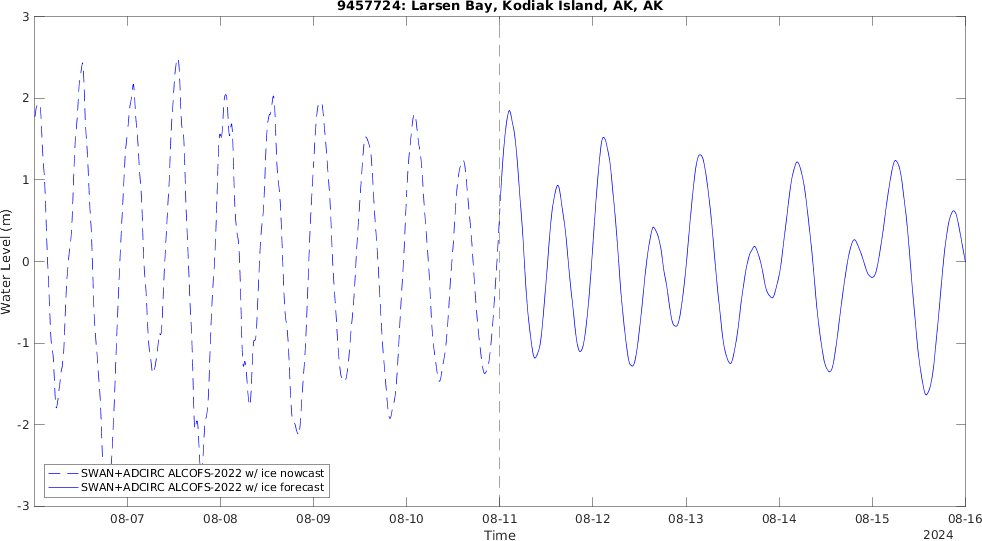 9457724: Larsen Bay, Kodiak Island, AK, AK
3
2
1
0
-1
-2
-3
Water Level (m)
SWAN+ADCIRC ALCOFS-2022 w/ ice nowcast
SWAN+ADCIRC ALCOFS-2022 w/ ice forecast
08-07 08-08 08-09 08-10 08-11 08-12 08-13 08-14 08-15 08-16
Time
2024